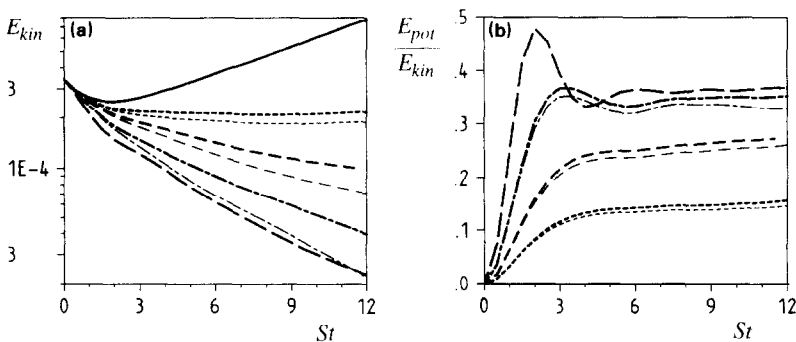 E_kin
(a)
3
1E-4
3
0 3 6 9 12
St
E_pot
E_kin
(b)
.5
.4
.3
.2
.1
.0
0 3 6 9 12
St